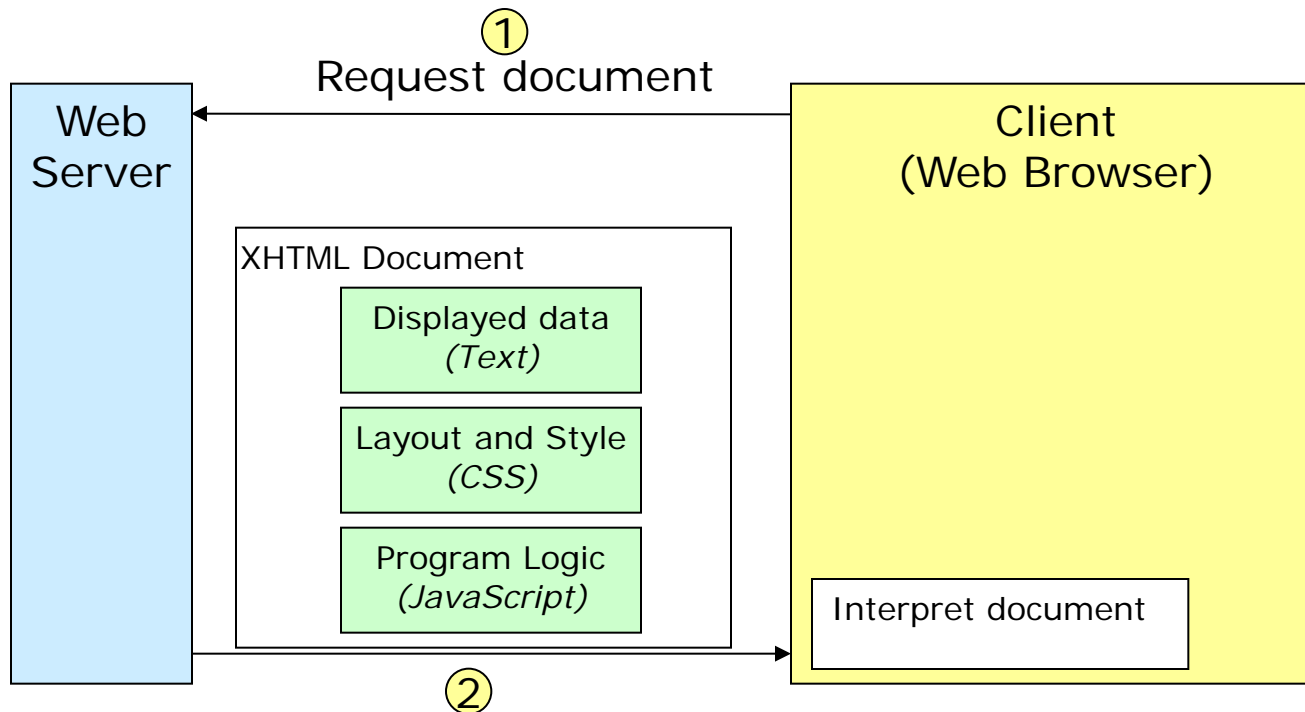 1
Request document
Web
Server
Client
(Web Browser)
XHTML Document
Displayed data
(Text)
Layout and Style
(CSS)
Program Logic
(JavaScript)
Interpret document
2